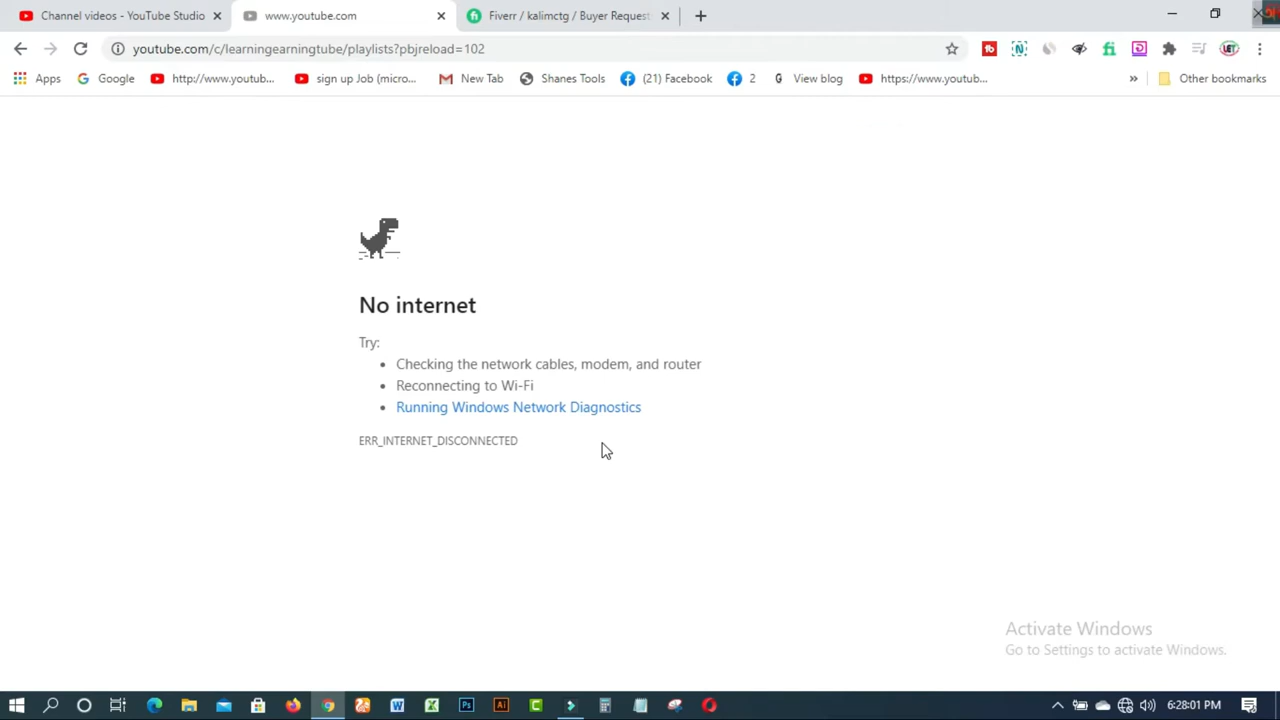 Channel videos - YouTube Studio
www.youtube.com
Fiverr / kalimctg / Buyer Request
youtube.com/c/learningearningtube/playlists?pbjreload=102
Apps
Google
http://www.youtub...
sign up Job (micro...
New Tab
Shanes Tools
(21) Facebook
2
View blog
https://www.youtub...
»
Other bookmarks
No internet
Try:
• Checking the network cables, modem, and router
• Reconnecting to Wi-Fi
• Running Windows Network Diagnostics
ERR_INTERNET_DISCONNECTED
Activate Windows
Go to Settings to activate Windows.
6:28:01 PM